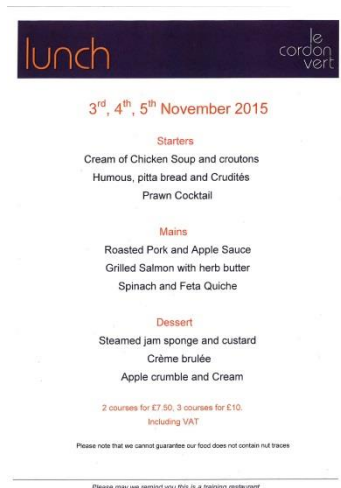 lunch
le
cordon
vert
3rd, 4th, 5th November 2015
Starters
Cream of Chicken Soup and croutons
Humous, pitta bread and Crudités
Prawn Cocktail
Mains
Roasted Pork and Apple Sauce
Grilled Salmon with herb butter
Spinach and Feta Quiche
Dessert
Steamed jam sponge and custard
Crème brulée
Apple crumble and Cream
2 courses for £7.50, 3 courses for £10.
Including VAT
Please note that we cannot guarantee our food does not contain nut traces
Please may we remind you this is a training restaurant